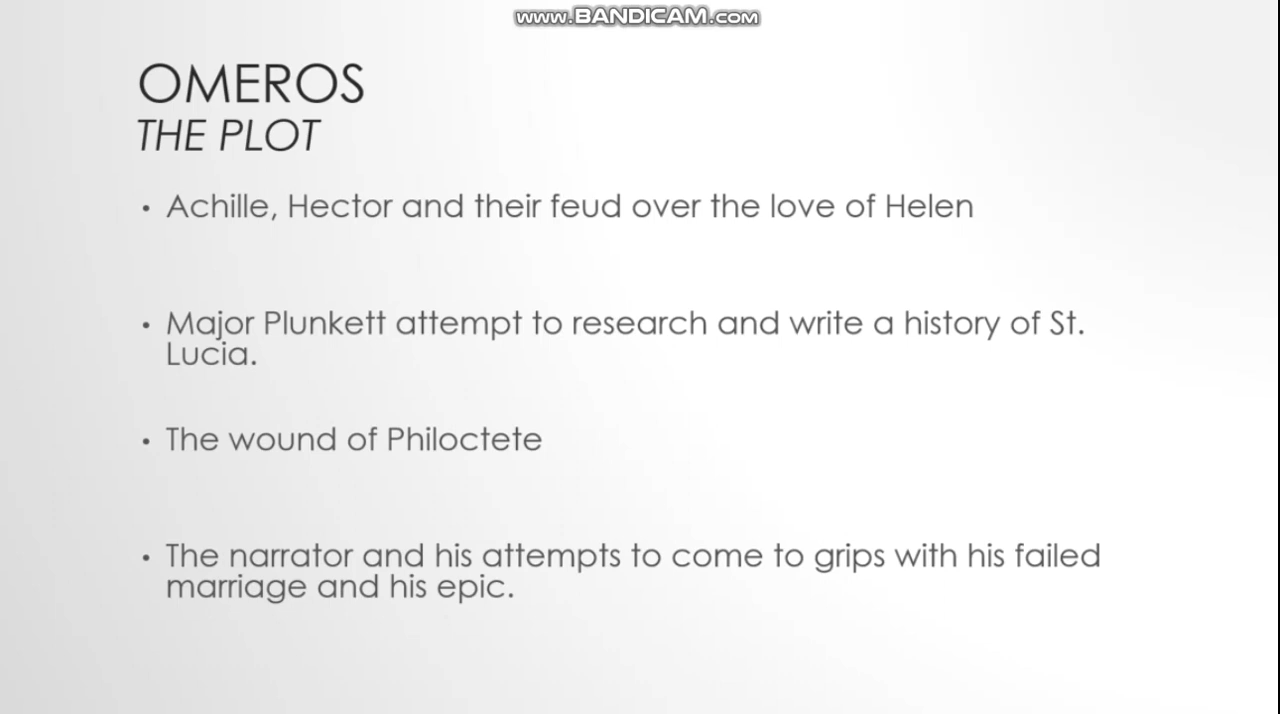 www.BANDICAM.com
OMEROS
THE PLOT
• Achille, Hector and their feud over the love of Helen
• Major Plunkett attempt to research and write a history of St.
Lucia.
• The wound of Philoctete
• The narrator and his attempts to come to grips with his failed
marriage and his epic.